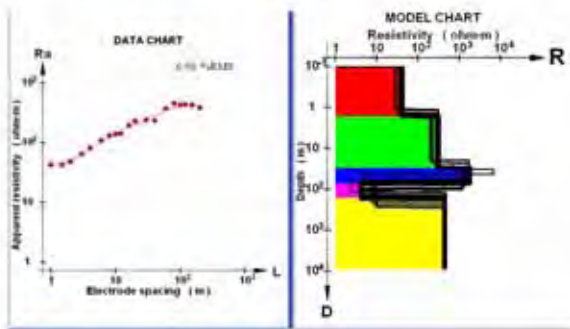 DATA CHART
Ra
10³
10²
10
1
Apparent resistivity ( ohm-m )
1
10
10²
10³
L
Electrode spacing ( m )
MODEL CHART
Resistivity ( ohm-m )
1
10
10²
10³
10⁴
R
1
10
10²
10³
10⁴
Depth ( m )
D